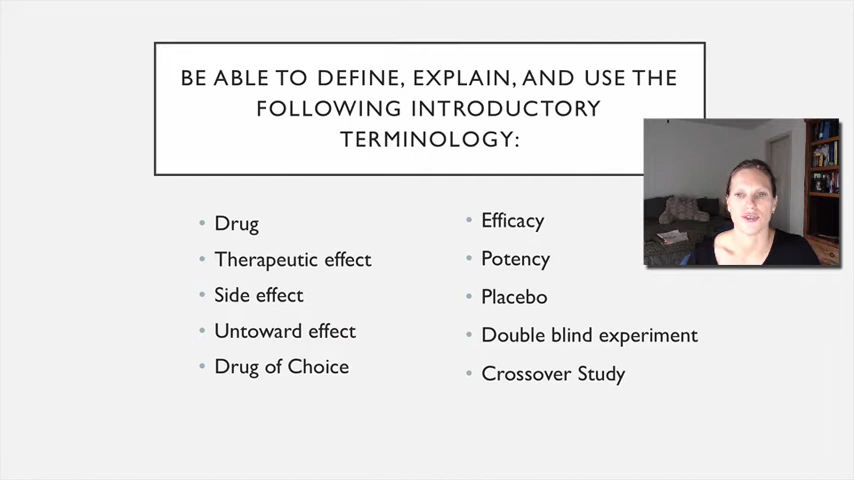 BE ABLE TO DEFINE, EXPLAIN, AND USE THE
FOLLOWING INTRODUCTORY
TERMINOLOGY:
• Drug
• Therapeutic effect
• Side effect
• Untoward effect
• Drug of Choice
• Efficacy
• Potency
• Placebo
• Double blind experiment
• Crossover Study